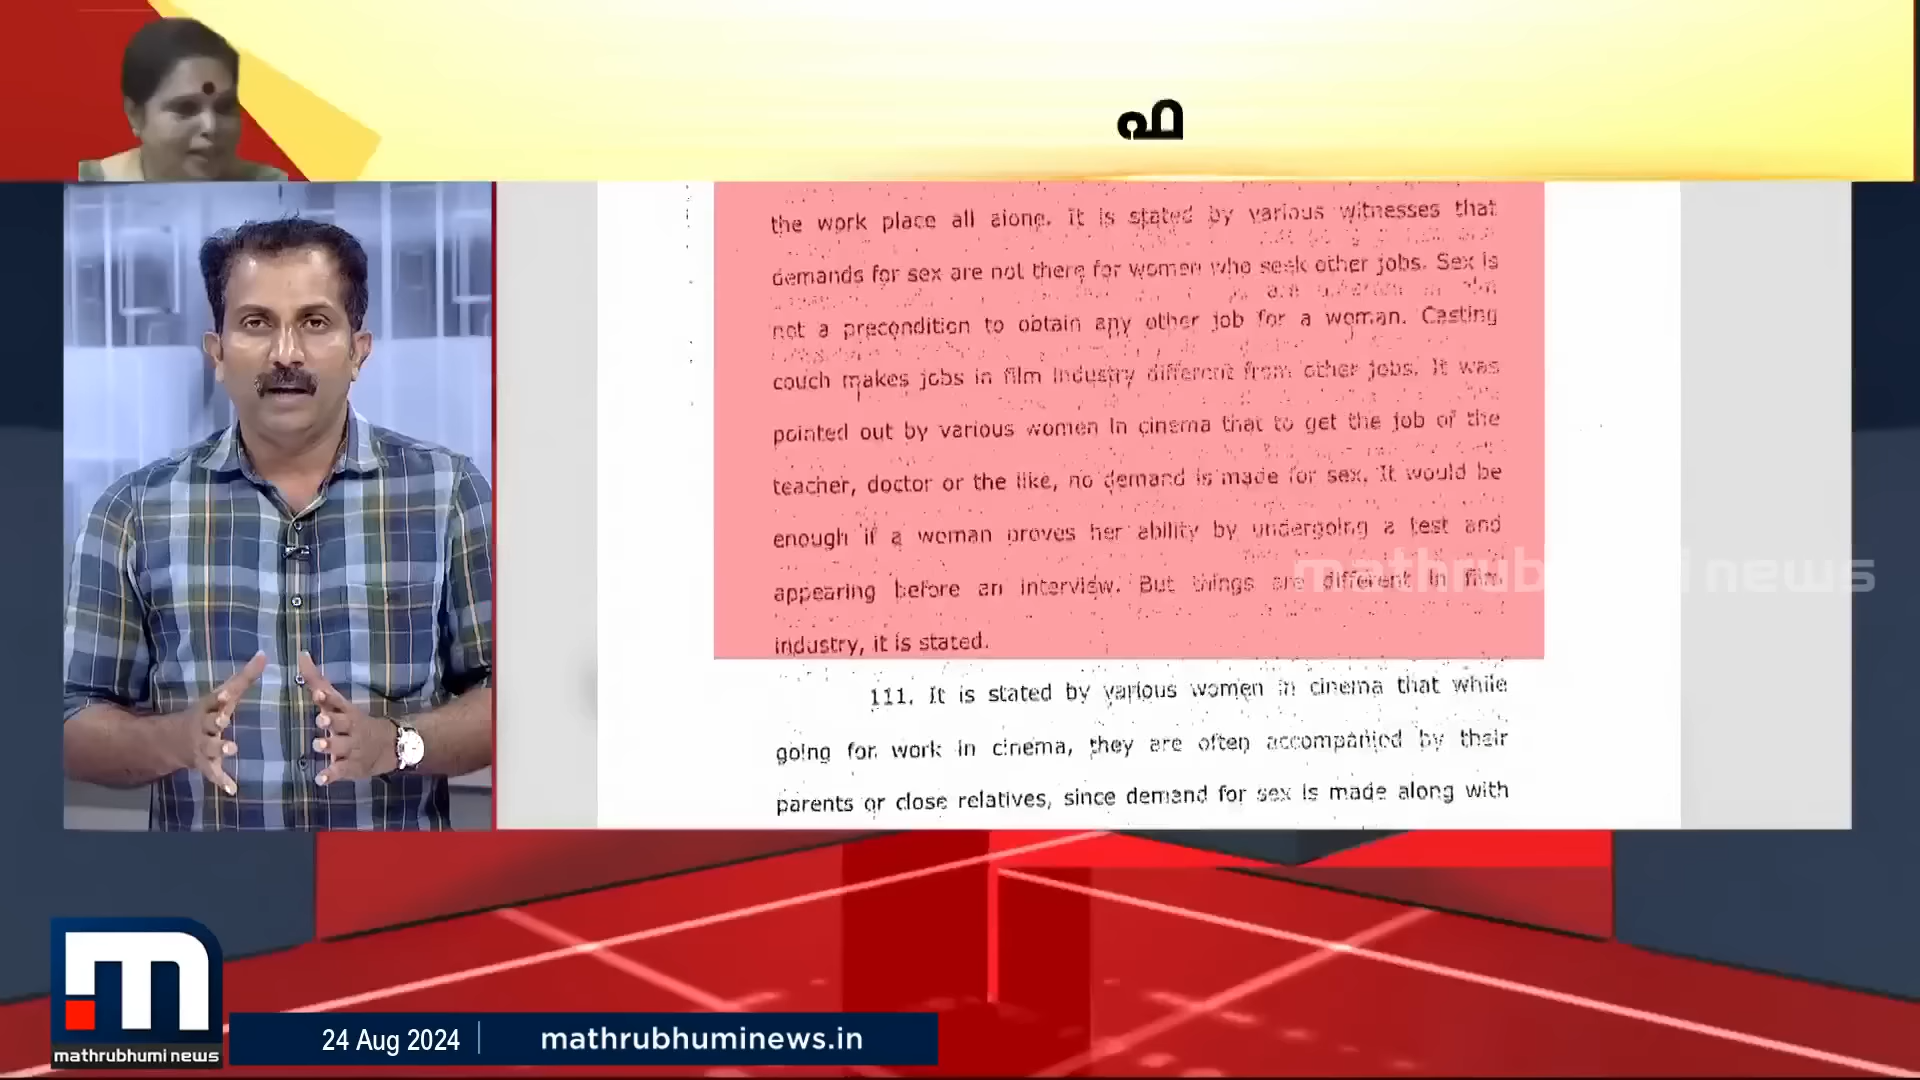 ഫ
the work place all along. It is stated by various witnesses that
demands for sex are not there for women who seek other jobs. Sex is
not a precondition to obtain any other job for a woman. Casting
couch makes jobs in film industry different from other jobs. It was
pointed out by various women in cinema that to get the job of the
teacher, doctor or the like, no demand is made for sex. It would be
enough if a woman proves her ability by undergoing a test and
appearing before an interview. But things are different in film
industry, it is stated.
111. It is stated by various women in cinema that while
going for work in cinema, they are often accompanied by their
parents or close relatives, since demand for sex is made along with
mathrubhumi news
mathrubhumi news
24 Aug 2024
mathrubhuminews.in